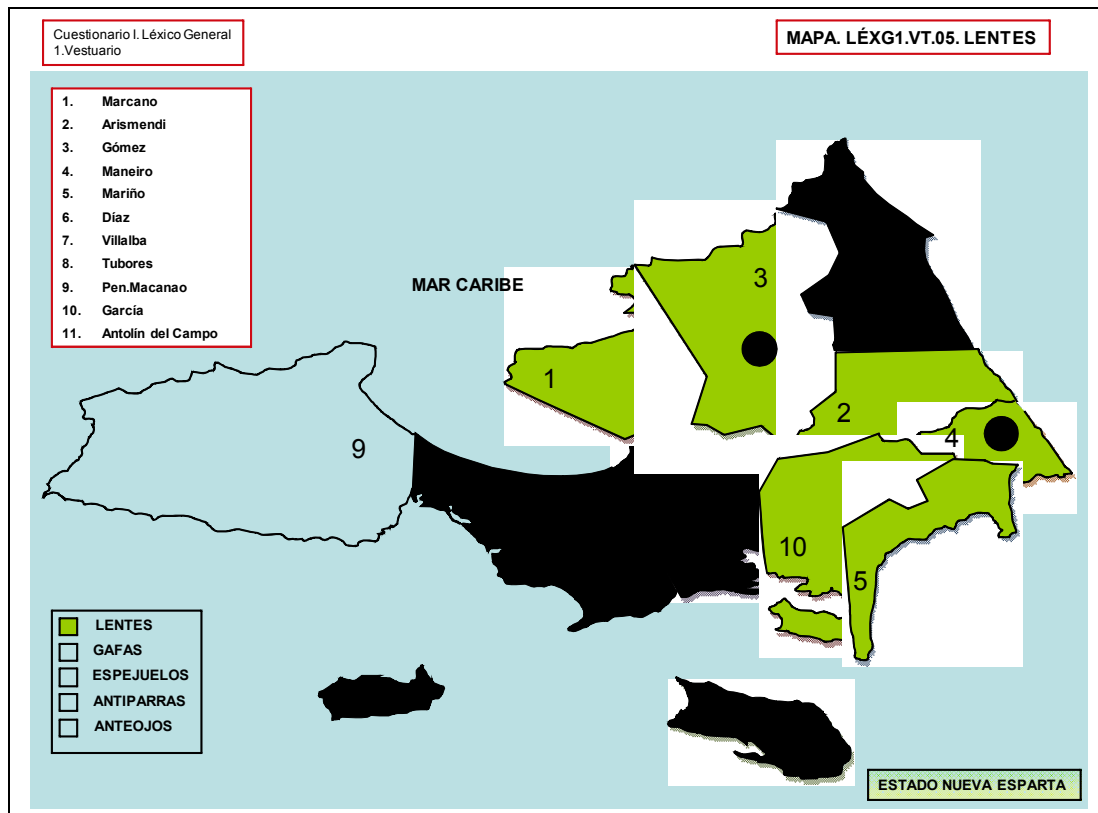 Cuestionario I. Léxico General
1.Vestuario
MAPA. LÉXG1.VT.05. LENTES
1. Marcano
2. Arismendi
3. Gómez
4. Maneiro
5. Mariño
6. Díaz
7. Villalba
8. Tubores
9. Pen.Macanao
10. García
11. Antolín del Campo
MAR CARIBE
3
1
2
4
9
10
5
LENTES
GAFAS
ESPEJUELOS
ANTIPARRAS
ANTEOJOS
ESTADO NUEVA ESPARTA